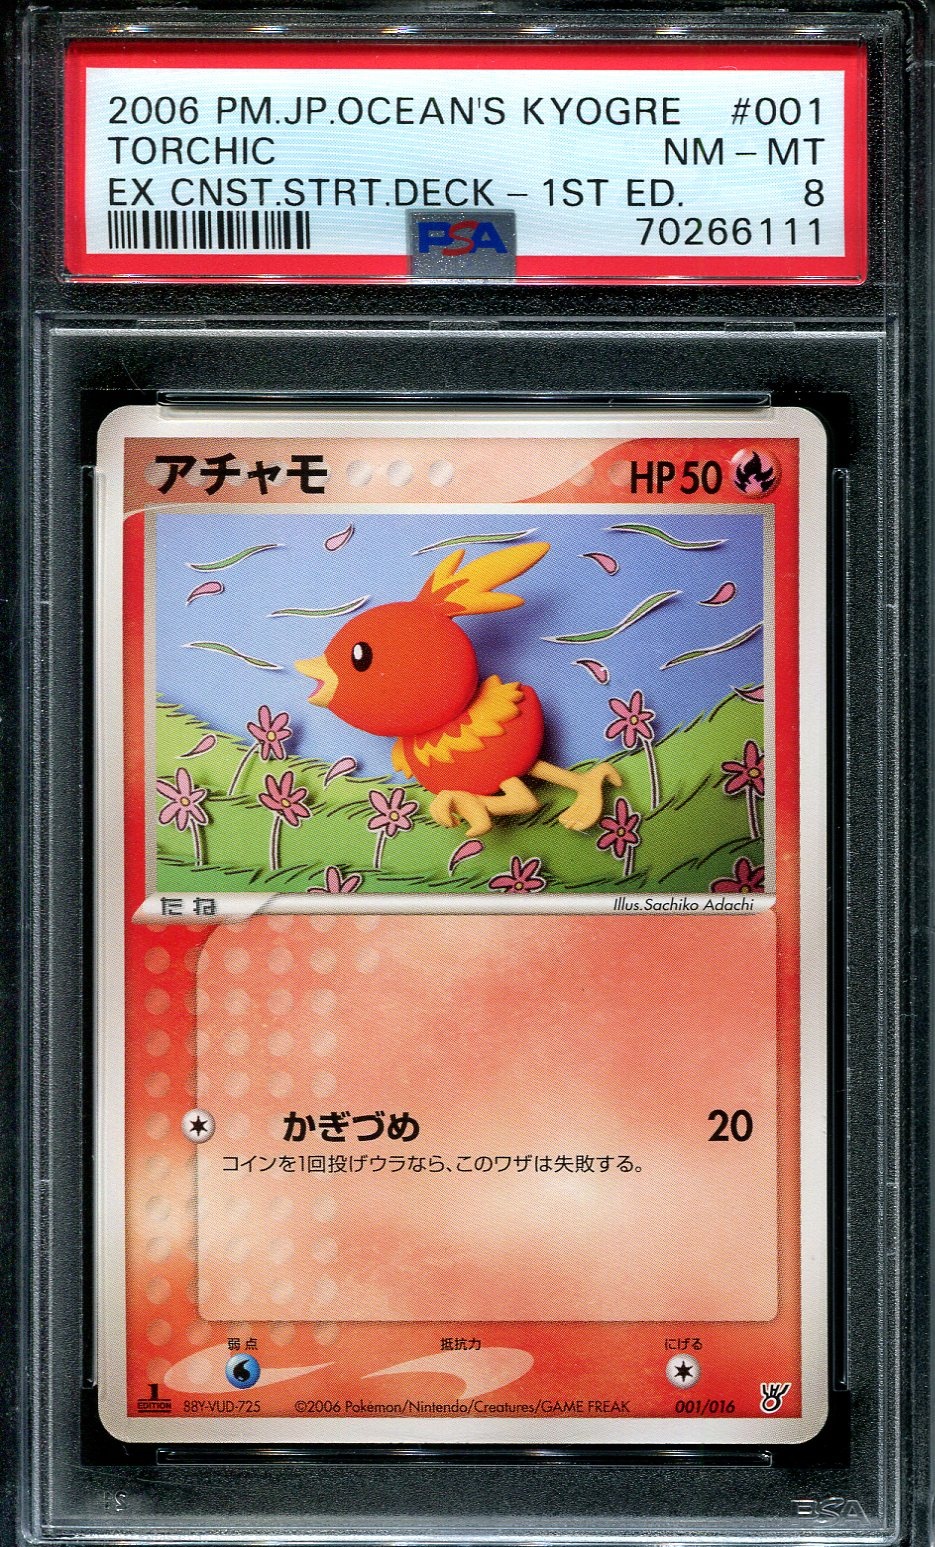 2006 PM.JP.OCEAN'S KYOGRE #001
TORCHIC NM - MT
EX CNST.STRT.DECK - 1ST ED. 8
PSA 70266111
アチャモ HP50
たね Illus.Sachiko Adachi
かぎづめ 20
コインを1回投げウラなら、このワザは失敗する。
弱点 抵抗力 にげる
1 EDITION 88Y-VUD-725 ©2006 Pokémon/Nintendo/Creatures/GAME FREAK 001/016
PSA